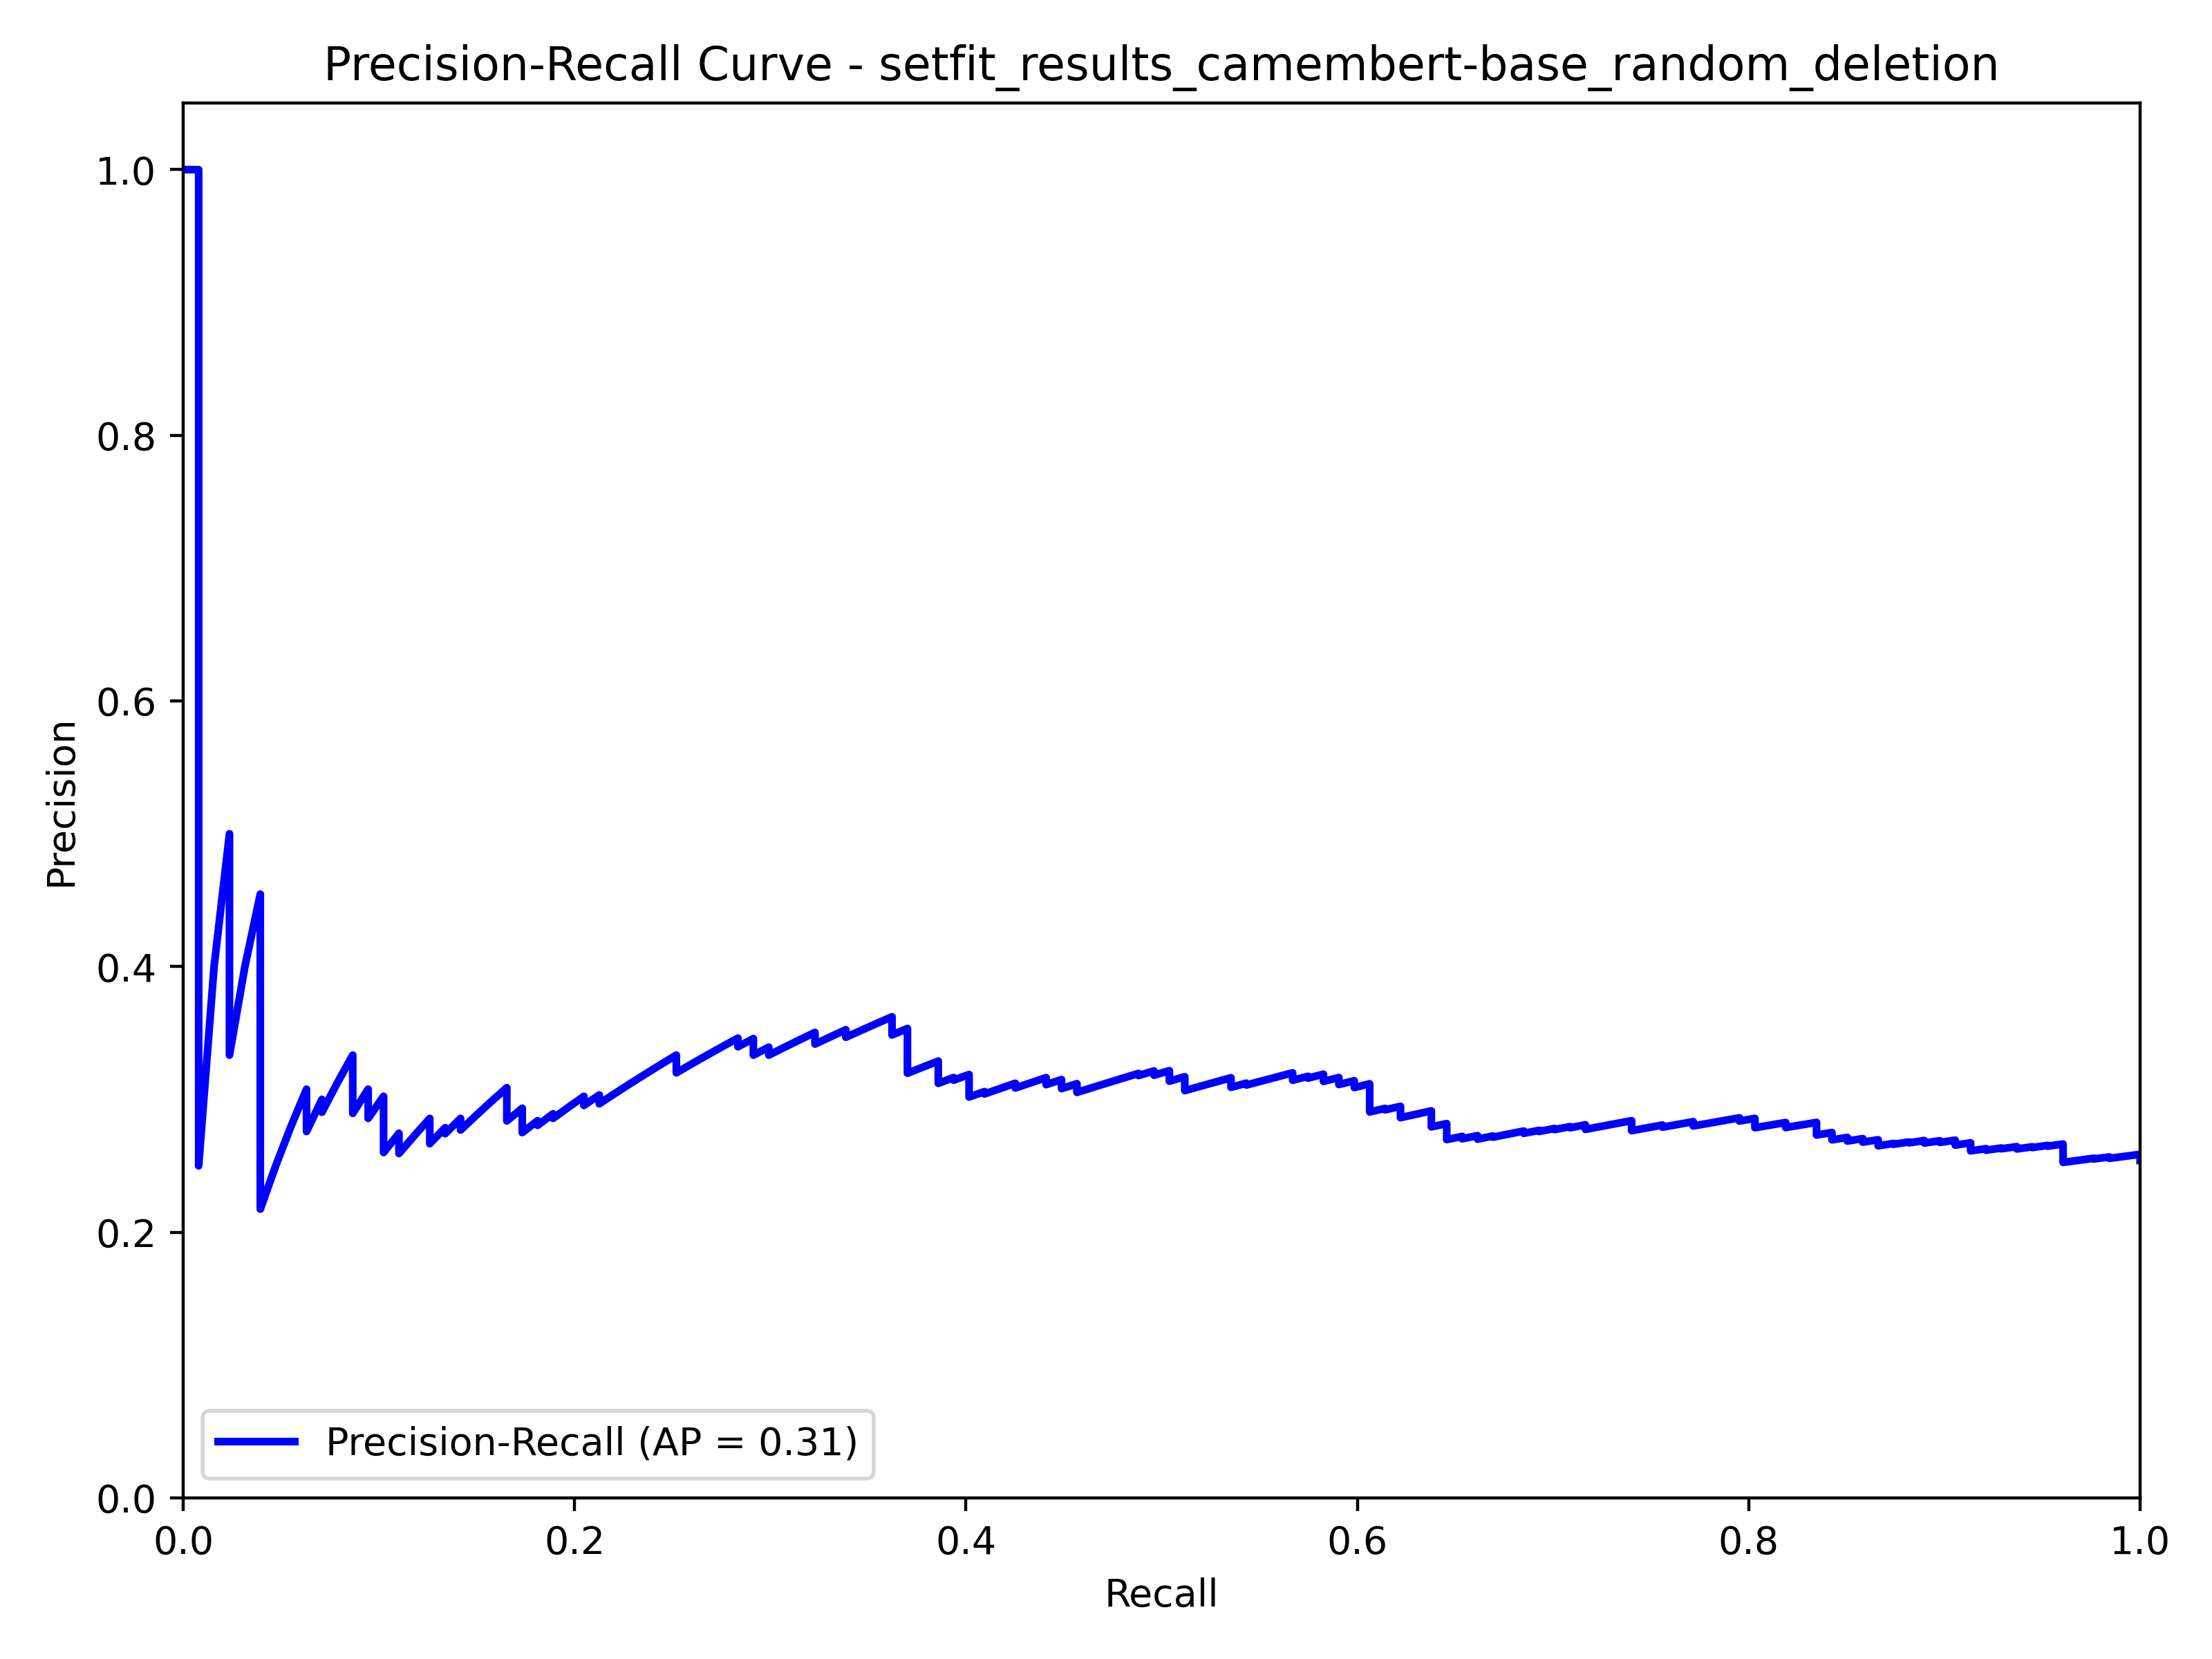 Precision-Recall Curve - setfit_results_camembert-base_random_deletion
1.0
0.8
0.6
0.4
0.2
0.0
Precision
Precision-Recall (AP = 0.31)
0.0 0.2 0.4 0.6 0.8 1.0
Recall